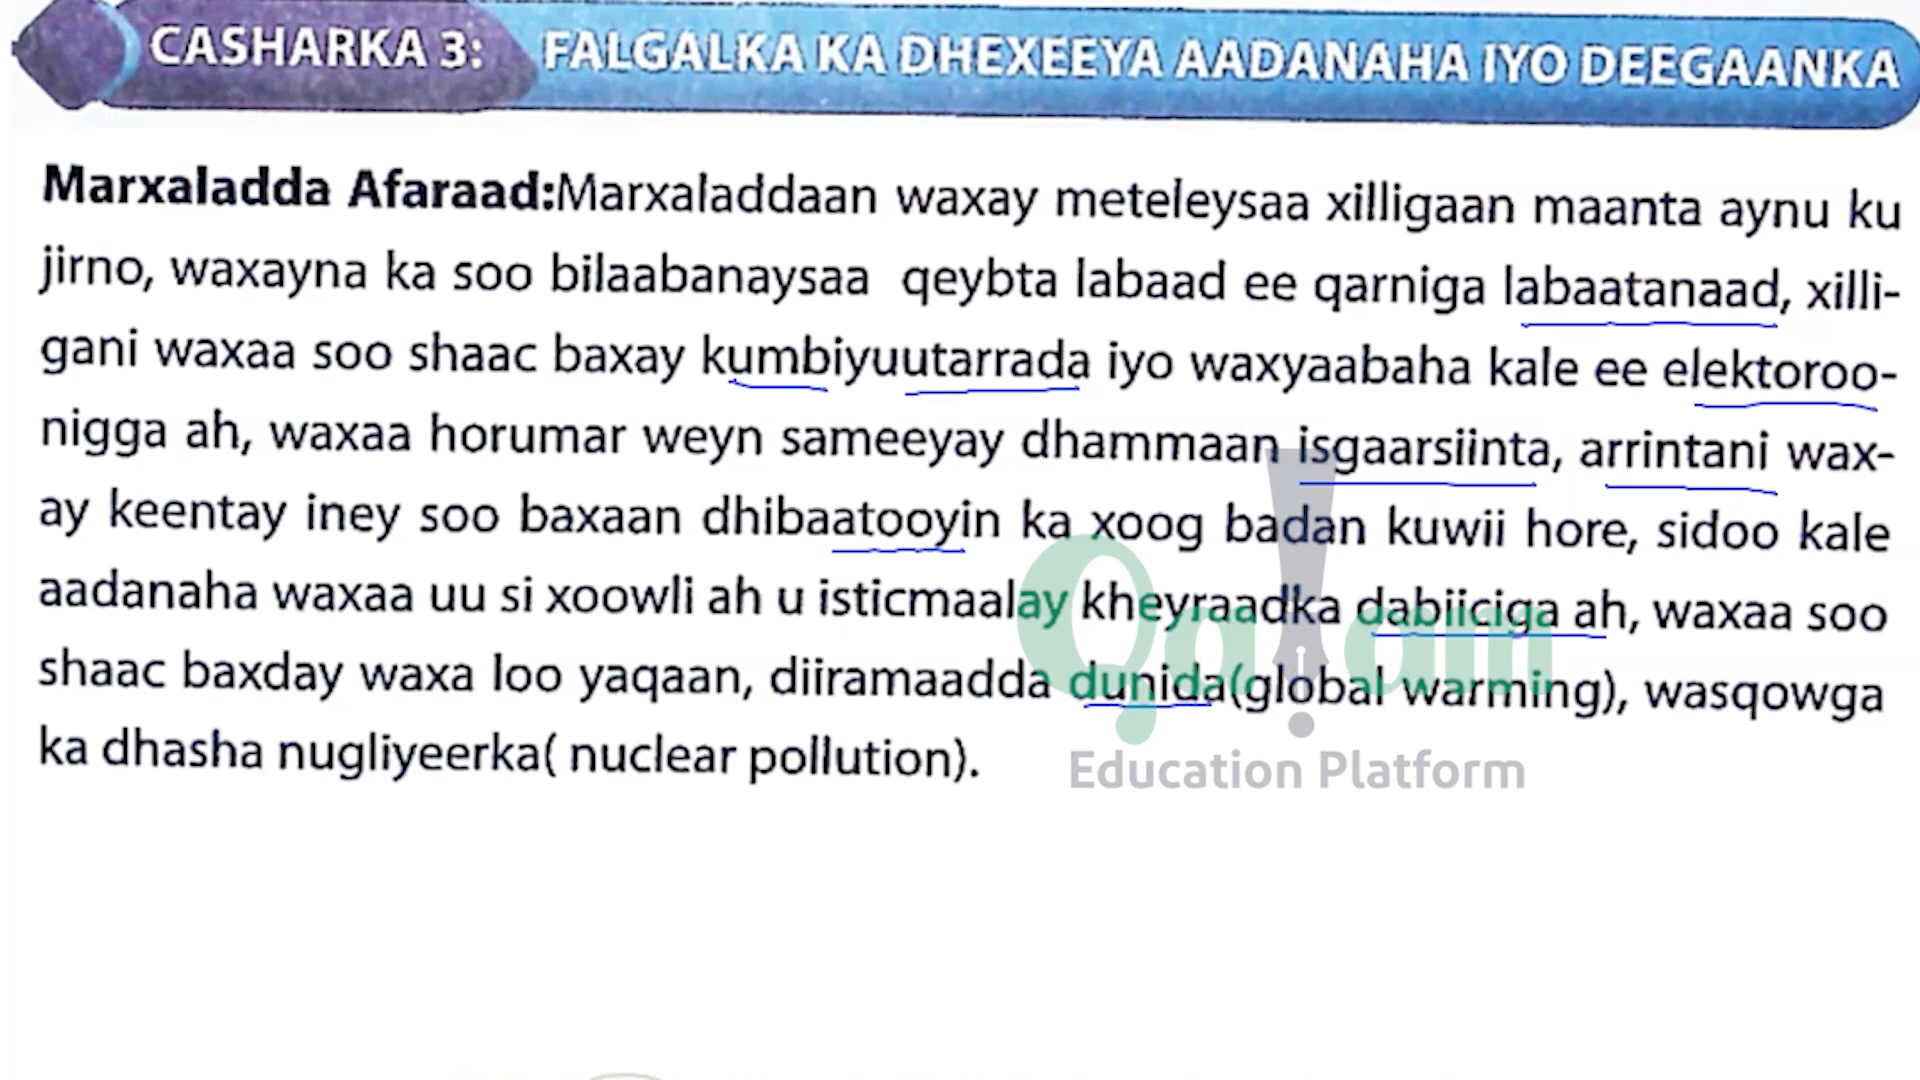 CASHARKA 3: FALGALKA KA DHEXEEYA AADANAHA IYO DEEGAANKA
Marxaladda Afaraad:Marxaladdaan waxay meteleysaa xilligaan maanta aynu ku
jirno, waxayna ka soo bilaabanaysaa qeybta labaad ee qarniga labaatanaad, xilli-
gani waxaa soo shaac baxay kumbiyuutarrada iyo waxyaabaha kale ee elektoroo-
nigga ah, waxaa horumar weyn sameeyay dhammaan isgaarsiinta, arrintani wax-
ay keentay iney soo baxaan dhibaatooyin ka xoog badan kuwii hore, sidoo kale
aadanaha waxaa uu si xoowli ah u isticmaalay kheyraadka dabiiciga ah, waxaa soo
shaac baxday waxa loo yaqaan, diiramaadda dunida(global warming), wasqowga
ka dhasha nugliyeerka( nuclear pollution).
Qalam
Education Platform